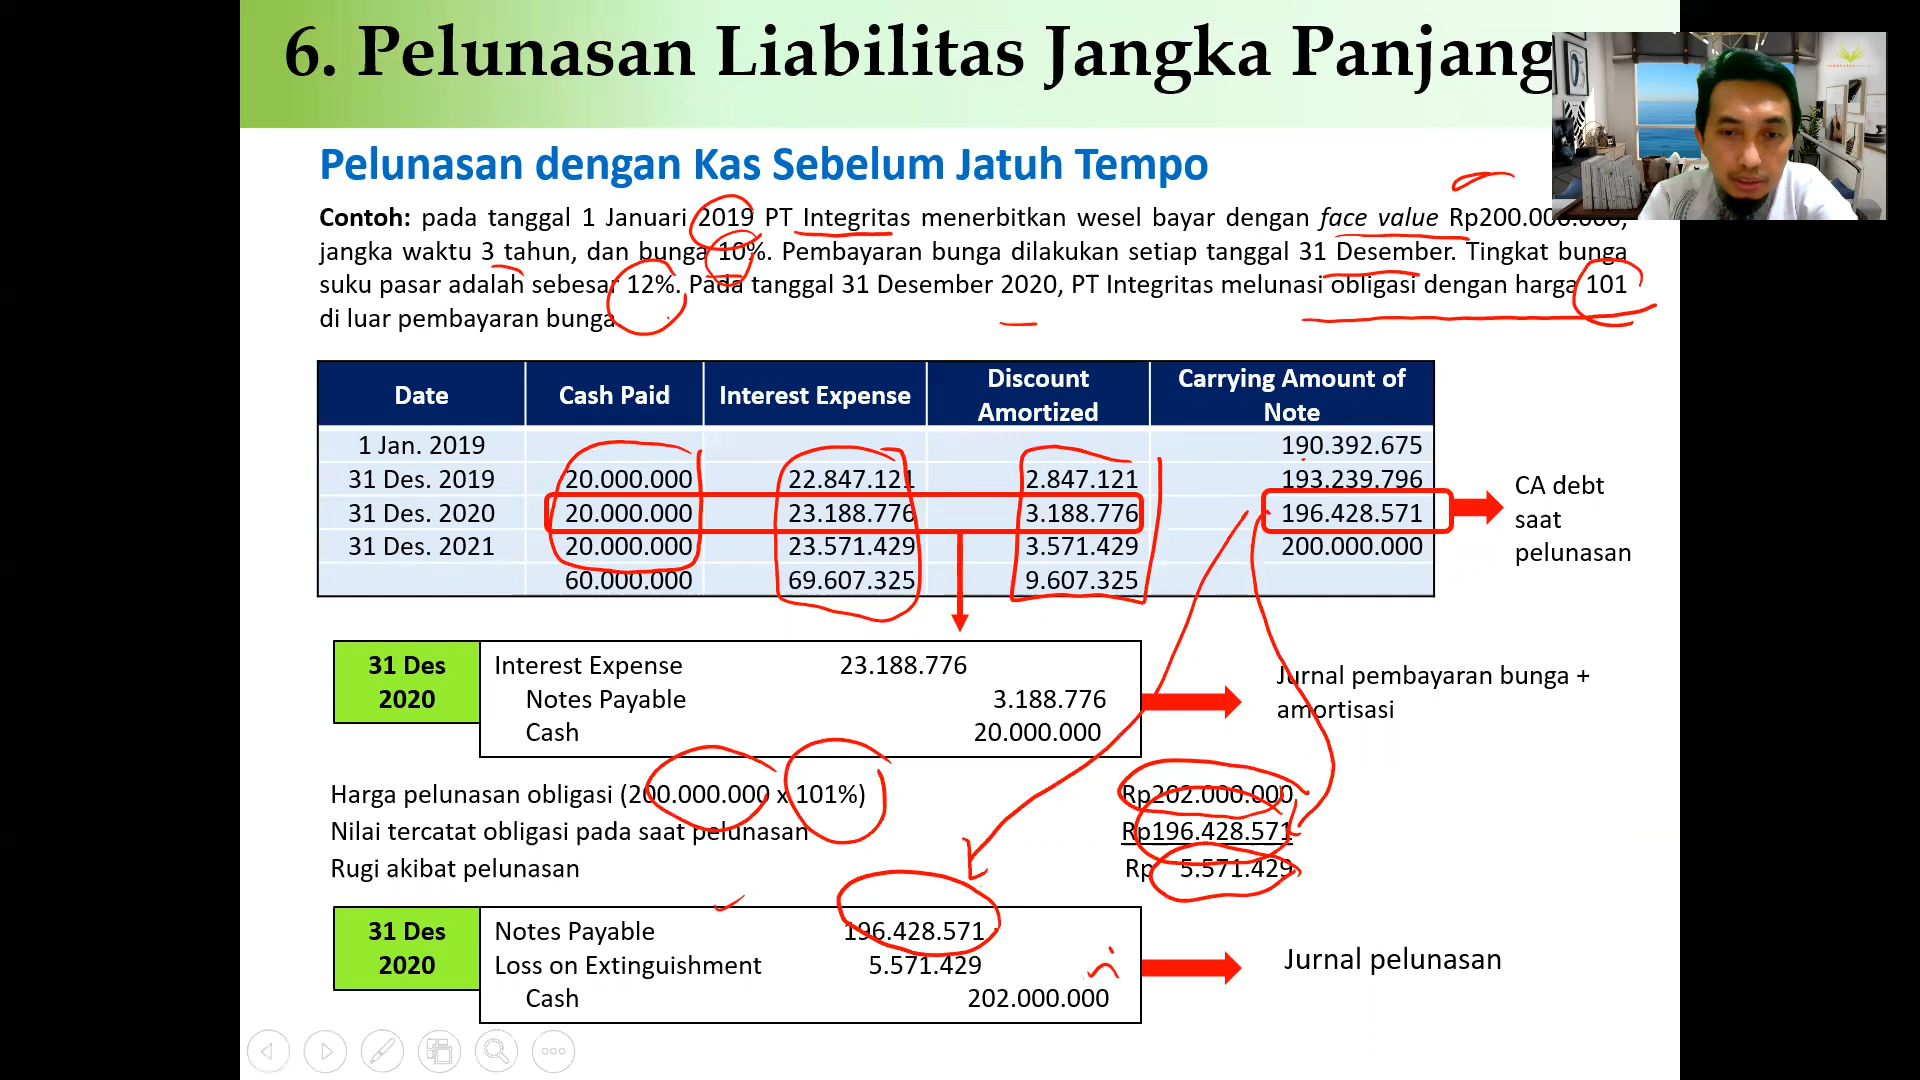 6. Pelunasan Liabilitas Jangka Panjang
Pelunasan dengan Kas Sebelum Jatuh Tempo
Contoh: pada tanggal 1 Januari 2019 PT Integritas menerbitkan wesel bayar dengan face value Rp200.000.000,
jangka waktu 3 tahun, dan bunga 10%. Pembayaran bunga dilakukan setiap tanggal 31 Desember. Tingkat bunga
suku pasar adalah sebesar 12%. Pada tanggal 31 Desember 2020, PT Integritas melunasi obligasi dengan harga 101
di luar pembayaran bunga.
Date Cash Paid Interest Expense Discount Amortized Carrying Amount of Note
1 Jan. 2019 190.392.675
31 Des. 2019 20.000.000 22.847.121 2.847.121 193.239.796
31 Des. 2020 20.000.000 23.188.776 3.188.776 196.428.571
31 Des. 2021 20.000.000 23.571.429 3.571.429 200.000.000
60.000.000 69.607.325 9.607.325
CA debt
saat
pelunasan
31 Des
2020
Interest Expense 23.188.776
Notes Payable 3.188.776
Cash 20.000.000
Jurnal pembayaran bunga +
amortisasi
Harga pelunasan obligasi (200.000.000 x 101%) Rp202.000.000
Nilai tercatat obligasi pada saat pelunasan Rp196.428.571
Rugi akibat pelunasan Rp 5.571.429
31 Des
2020
Notes Payable 196.428.571
Loss on Extinguishment 5.571.429
Cash 202.000.000
Jurnal pelunasan